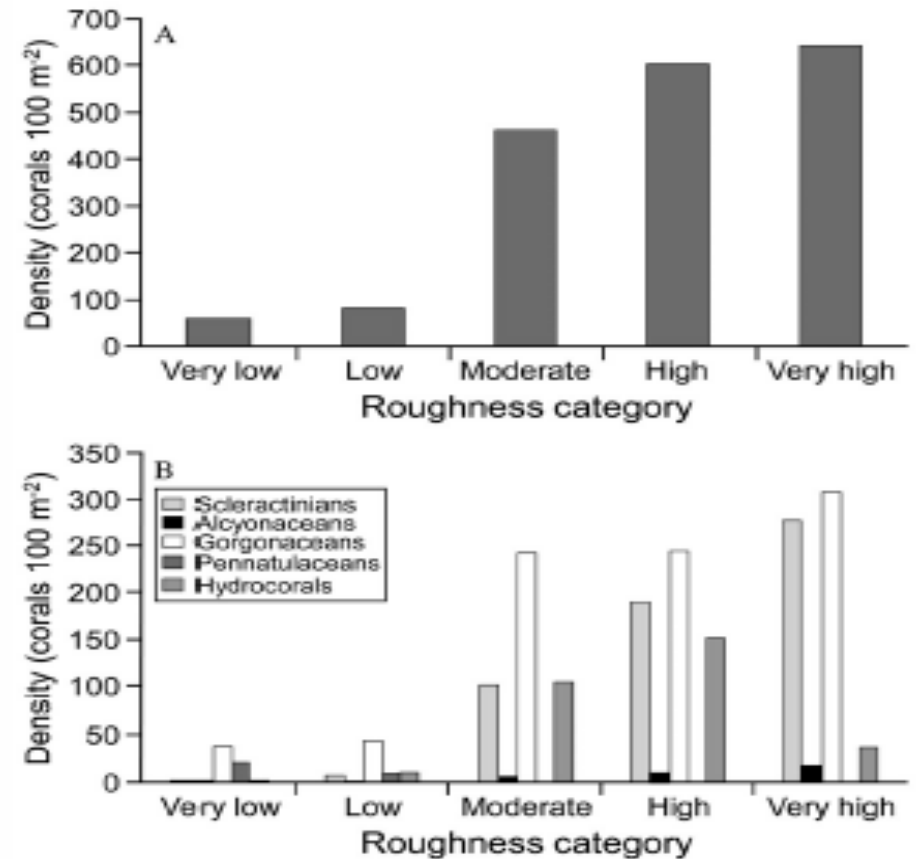 A
Density (corals 100 m⁻²)
700
600
500
400
300
200
100
0
Very low Low Moderate High Very high
Roughness category
B
Density (corals 100 m⁻²)
350
300
250
200
150
100
50
0
Scleractinians
Alcyonaceans
Gorgonaceans
Pennatulaceans
Hydrocorals
Very low Low Moderate High Very high
Roughness category